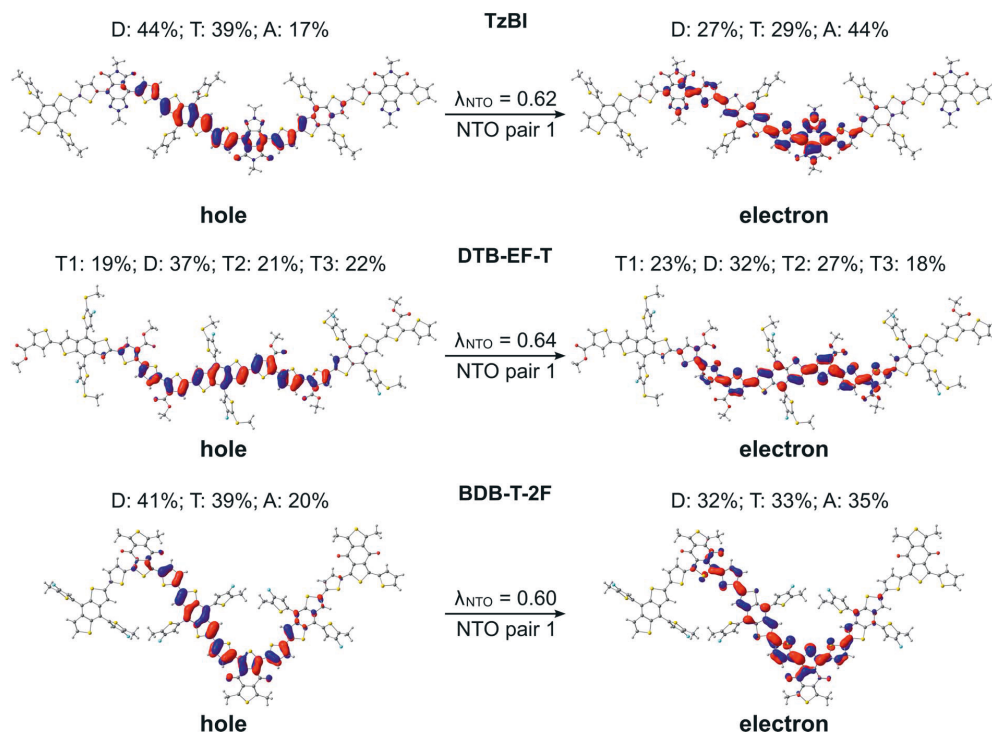 TzBI
D: 44%; T: 39%; A: 17%
D: 27%; T: 29%; A: 44%
λNTO = 0.62
NTO pair 1
hole
electron
DTB-EF-T
T1: 19%; D: 37%; T2: 21%; T3: 22%
T1: 23%; D: 32%; T2: 27%; T3: 18%
λNTO = 0.64
NTO pair 1
hole
electron
BDB-T-2F
D: 41%; T: 39%; A: 20%
D: 32%; T: 33%; A: 35%
λNTO = 0.60
NTO pair 1
hole
electron